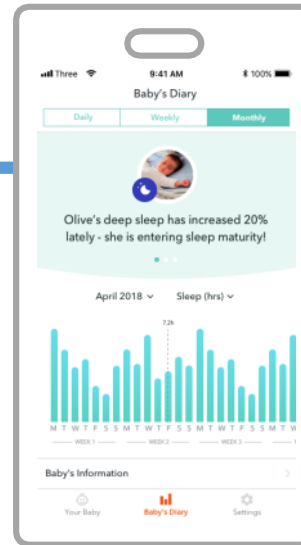 Three 9:41 AM 100%
Baby's Diary
Daily Weekly Monthly
Olive's deep sleep has increased 20%
lately - she is entering sleep maturity!
April 2018 Sleep (hrs)
7.2h
M T W T F S S M T W T F S S M T W T F S S M T W
WEEK 1 WEEK 2 WEEK 3
Baby's Information
Your Baby Baby's Diary Settings